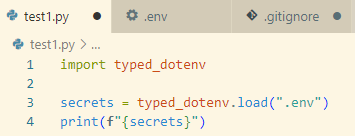 test1.py
.env
.gitignore
test1.py > ...
1 import typed_dotenv
2
3 secrets = typed_dotenv.load(".env")
4 print(f"{secrets}")